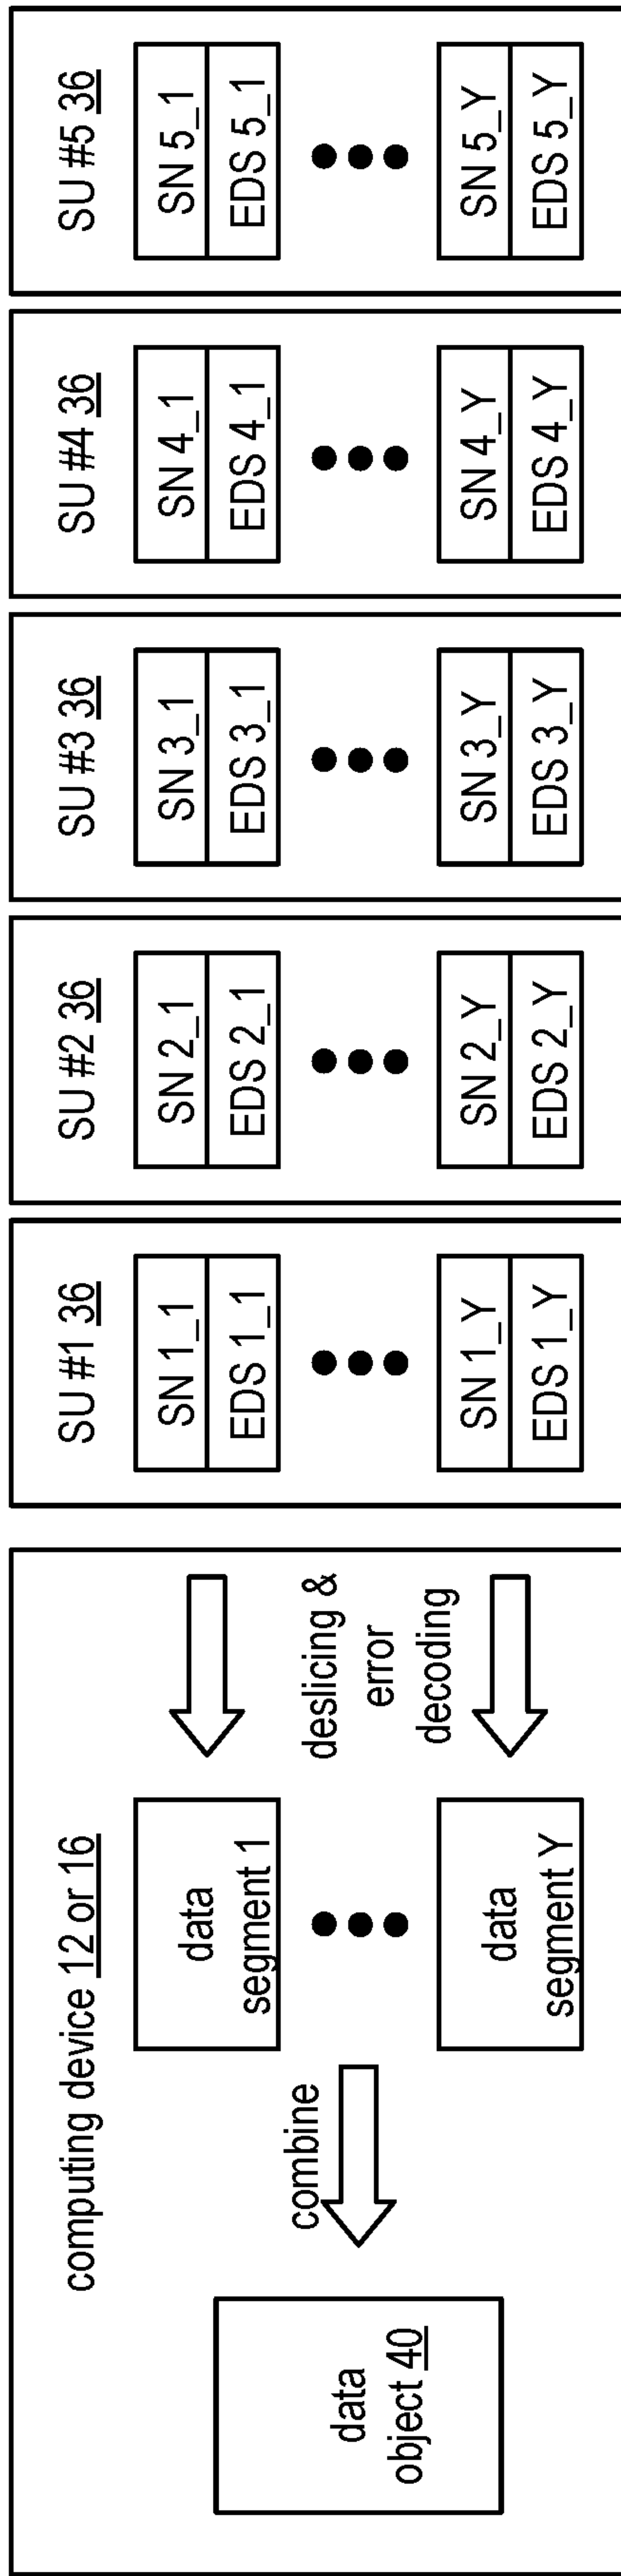 computing device 12 or 16
data
object 40
combine
data
segment 1
data
segment Y
deslicing &
error
decoding
SU #1 36
SN 1_1
EDS 1_1
SN 1_Y
EDS 1_Y
SU #2 36
SN 2_1
EDS 2_1
SN 2_Y
EDS 2_Y
SU #3 36
SN 3_1
EDS 3_1
SN 3_Y
EDS 3_Y
SU #4 36
SN 4_1
EDS 4_1
SN 4_Y
EDS 4_Y
SU #5 36
SN 5_1
EDS 5_1
SN 5_Y
EDS 5_Y